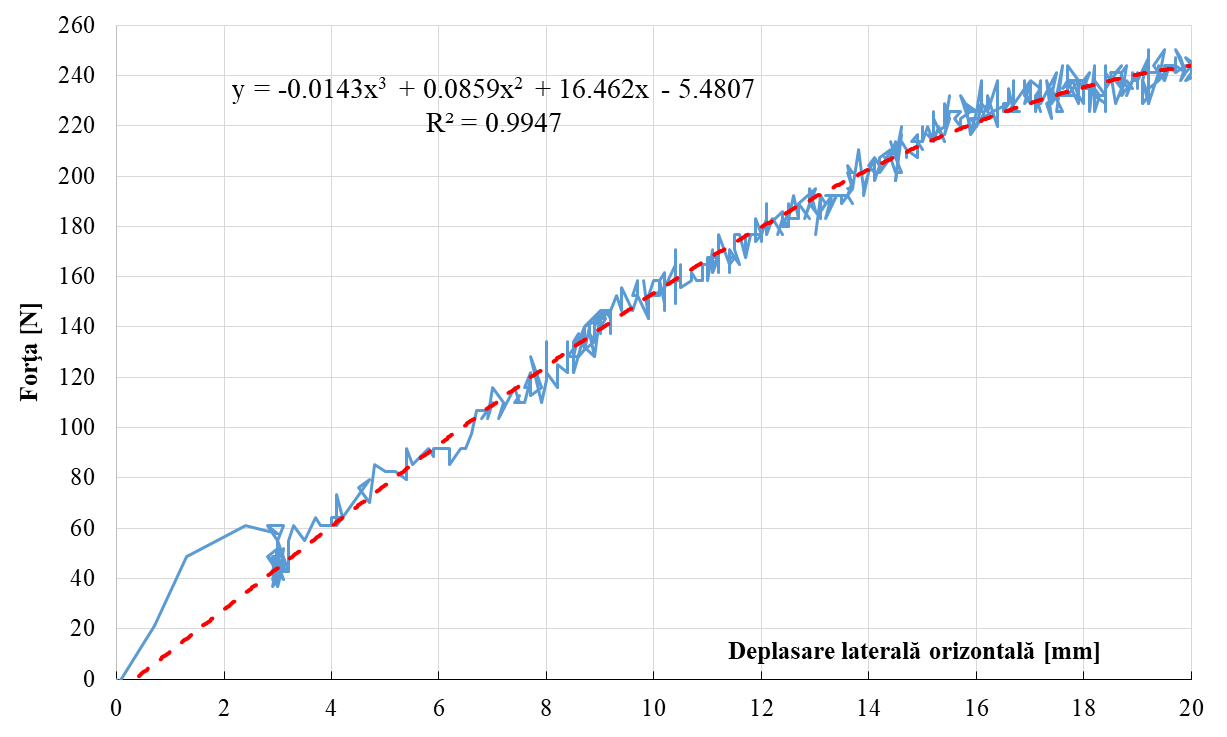 260
240
220
200
180
160
140
120
100
80
60
40
20
0
Forţa [N]
y = -0.0143x³ + 0.0859x² + 16.462x - 5.4807
R² = 0.9947
Deplasare laterală orizontală [mm]
0 2 4 6 8 10 12 14 16 18 20